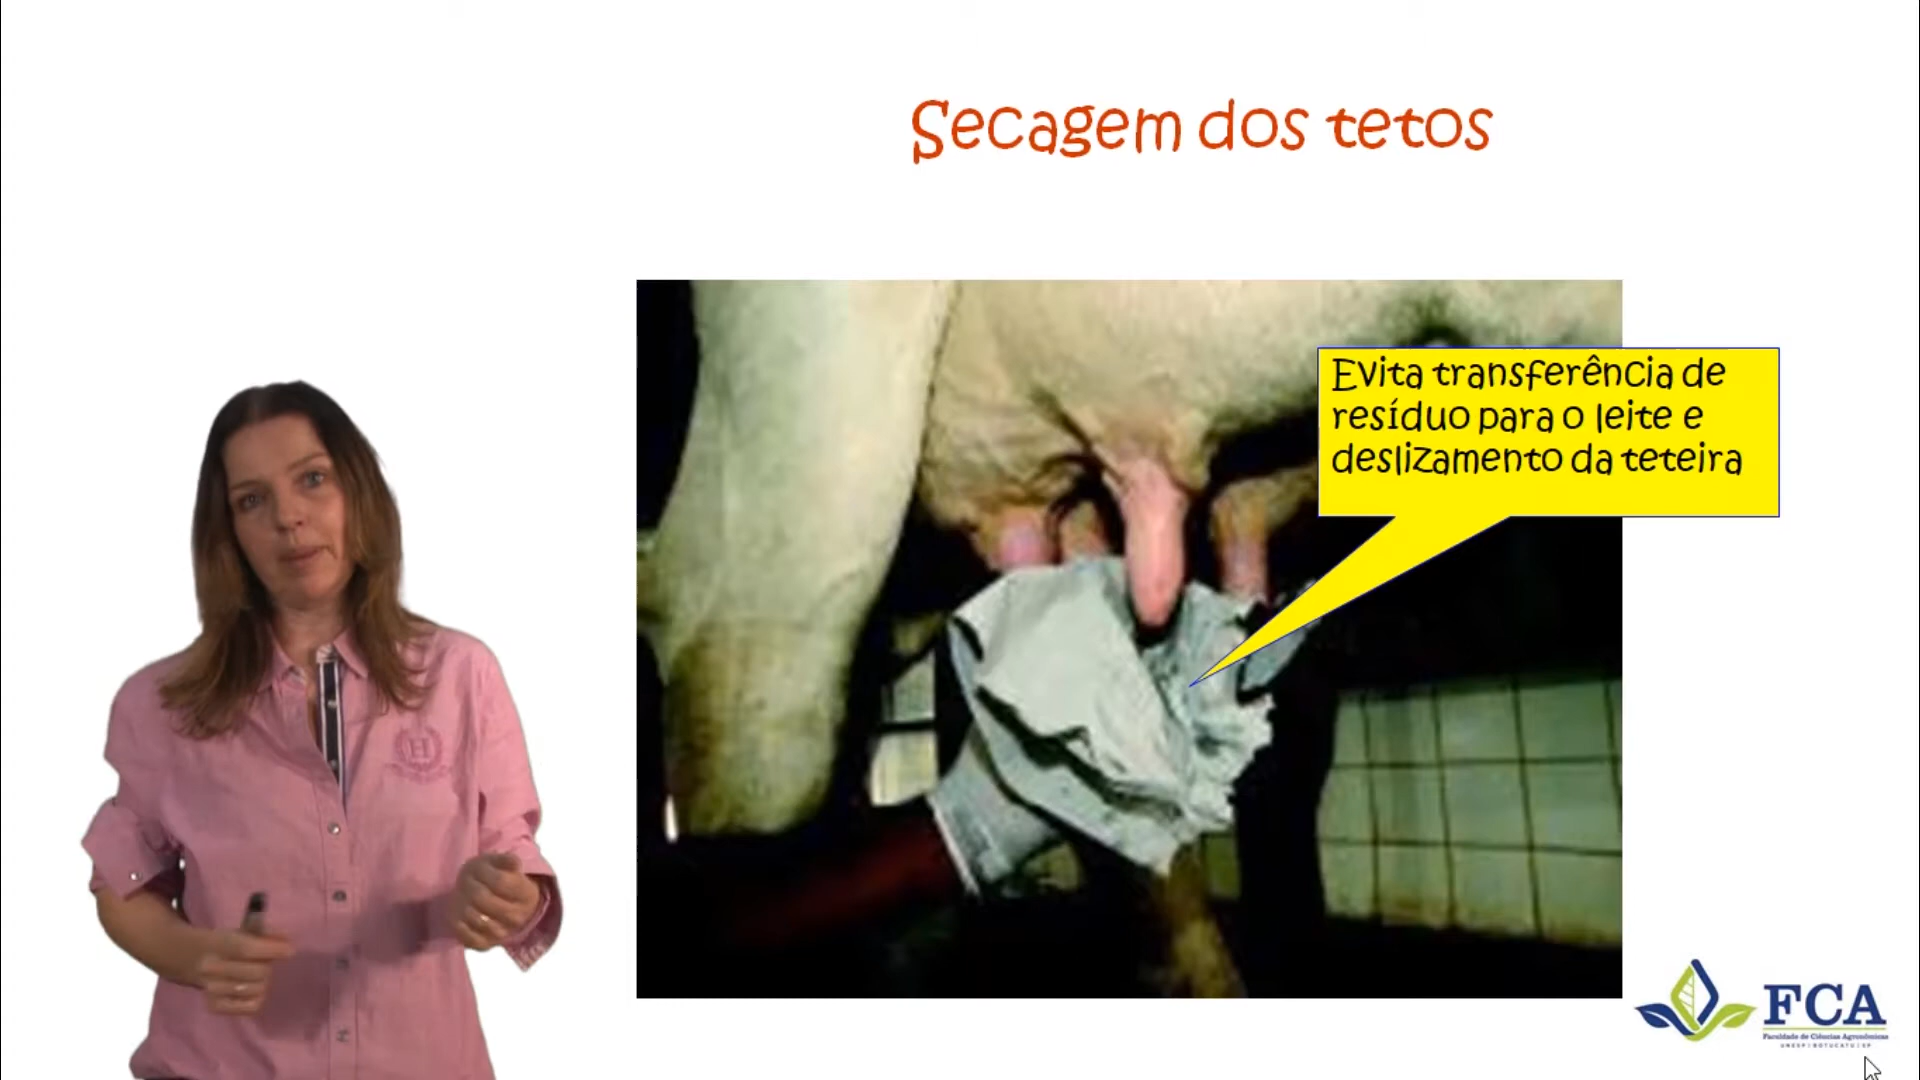 Secagem dos tetos
Evita transferência de
resíduo para o leite e
deslizamento da teteira
H
FCA
Faculdade de Ciências Agronômicas
UNESP | BOTUCATU | SP